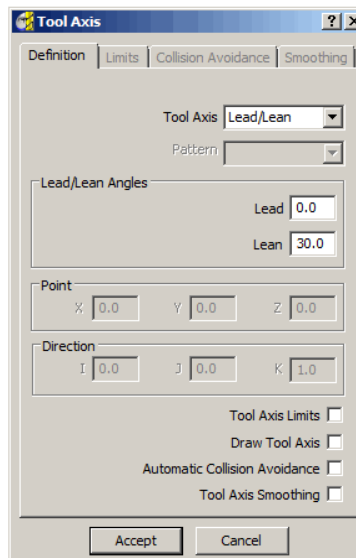 Tool Axis
Definition Limits Collision Avoidance Smoothing
Tool Axis Lead/Lean
Pattern
Lead/Lean Angles
Lead 0.0
Lean 30.0
Point
X 0.0 Y 0.0 Z 0.0
Direction
I 0.0 J 0.0 K 1.0
Tool Axis Limits
Draw Tool Axis
Automatic Collision Avoidance
Tool Axis Smoothing
Accept Cancel